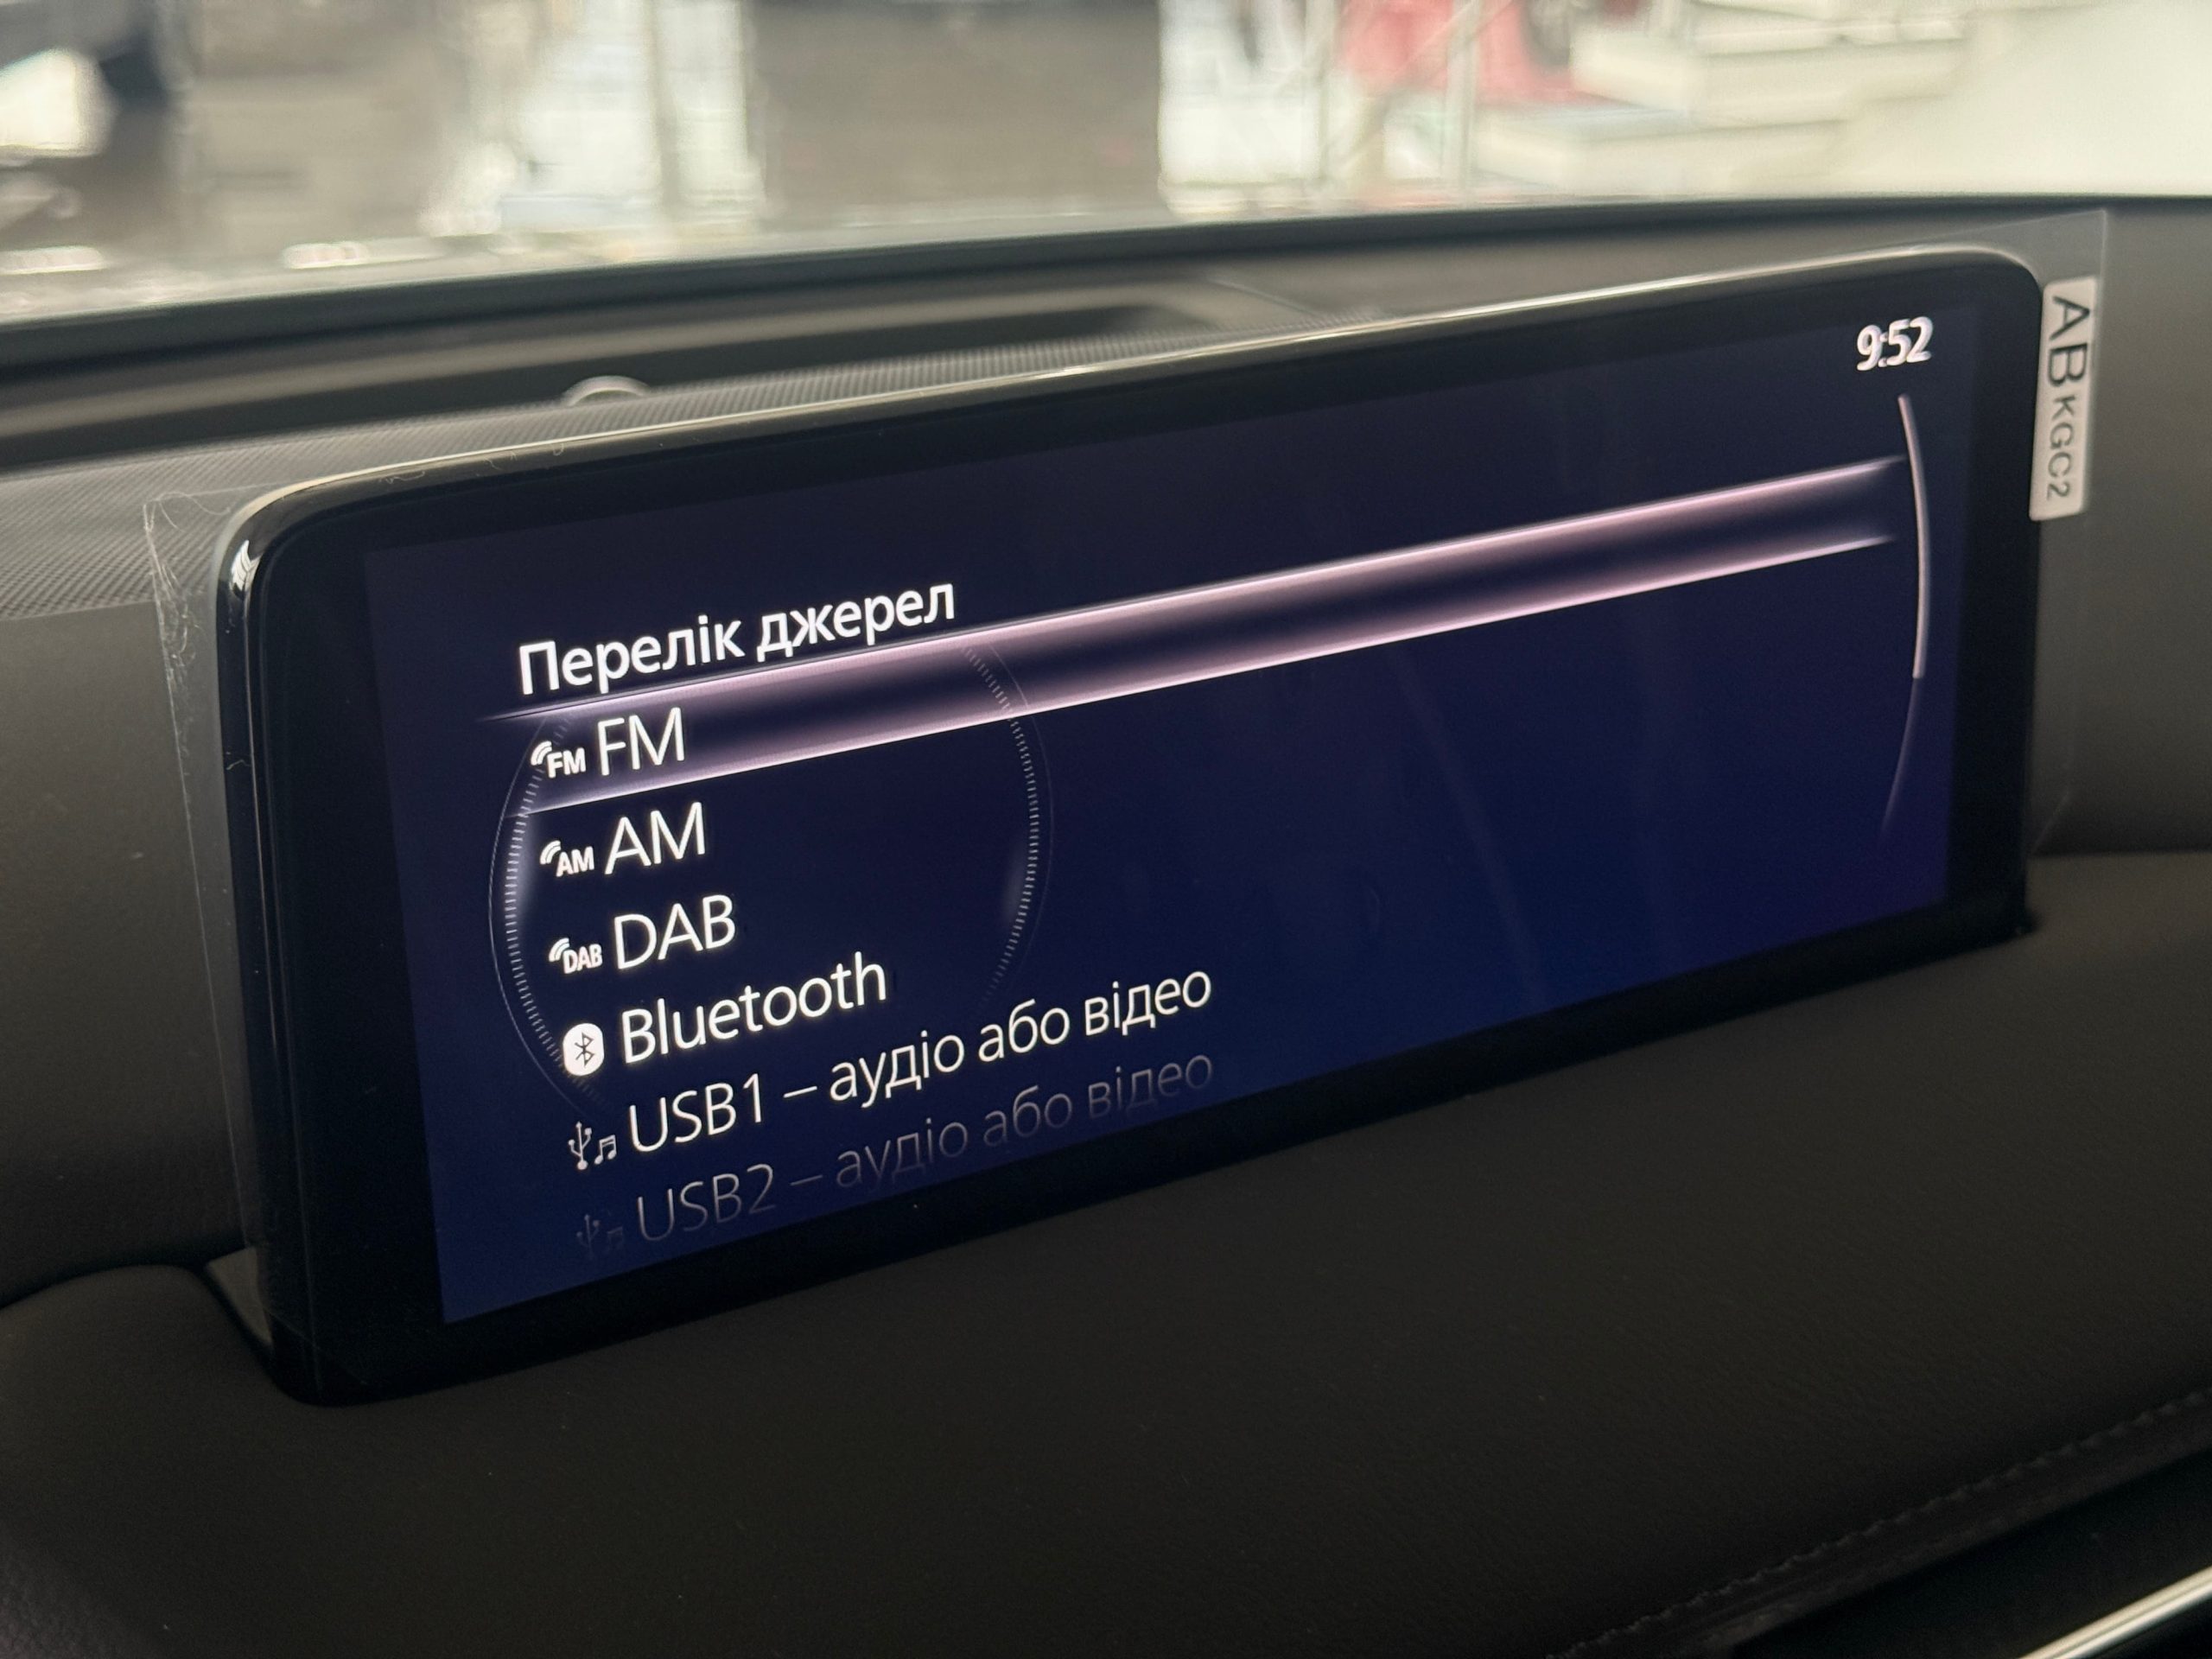 9:52
Перелік джерел
FM FM
AM AM
DAB DAB
Bluetooth
USB1 – аудіо або відео
USB2 – аудіо або відео
AB KGC2